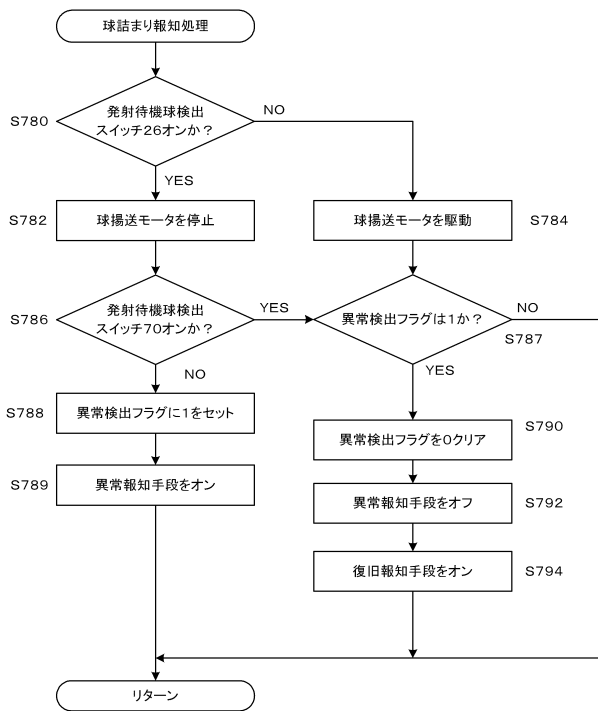 球詰まり報知処理
S780
発射待機球検出
スイッチ26オンか？
NO
YES
S782
球揚送モータを停止
球揚送モータを駆動
S784
S786
発射待機球検出
スイッチ70オンか？
YES
NO
異常検出フラグは1か？
NO
S787
YES
S788
異常検出フラグに1をセット
S789
異常報知手段をオン
異常検出フラグを0クリア
S790
異常報知手段をオフ
S792
復旧報知手段をオン
S794
リターン